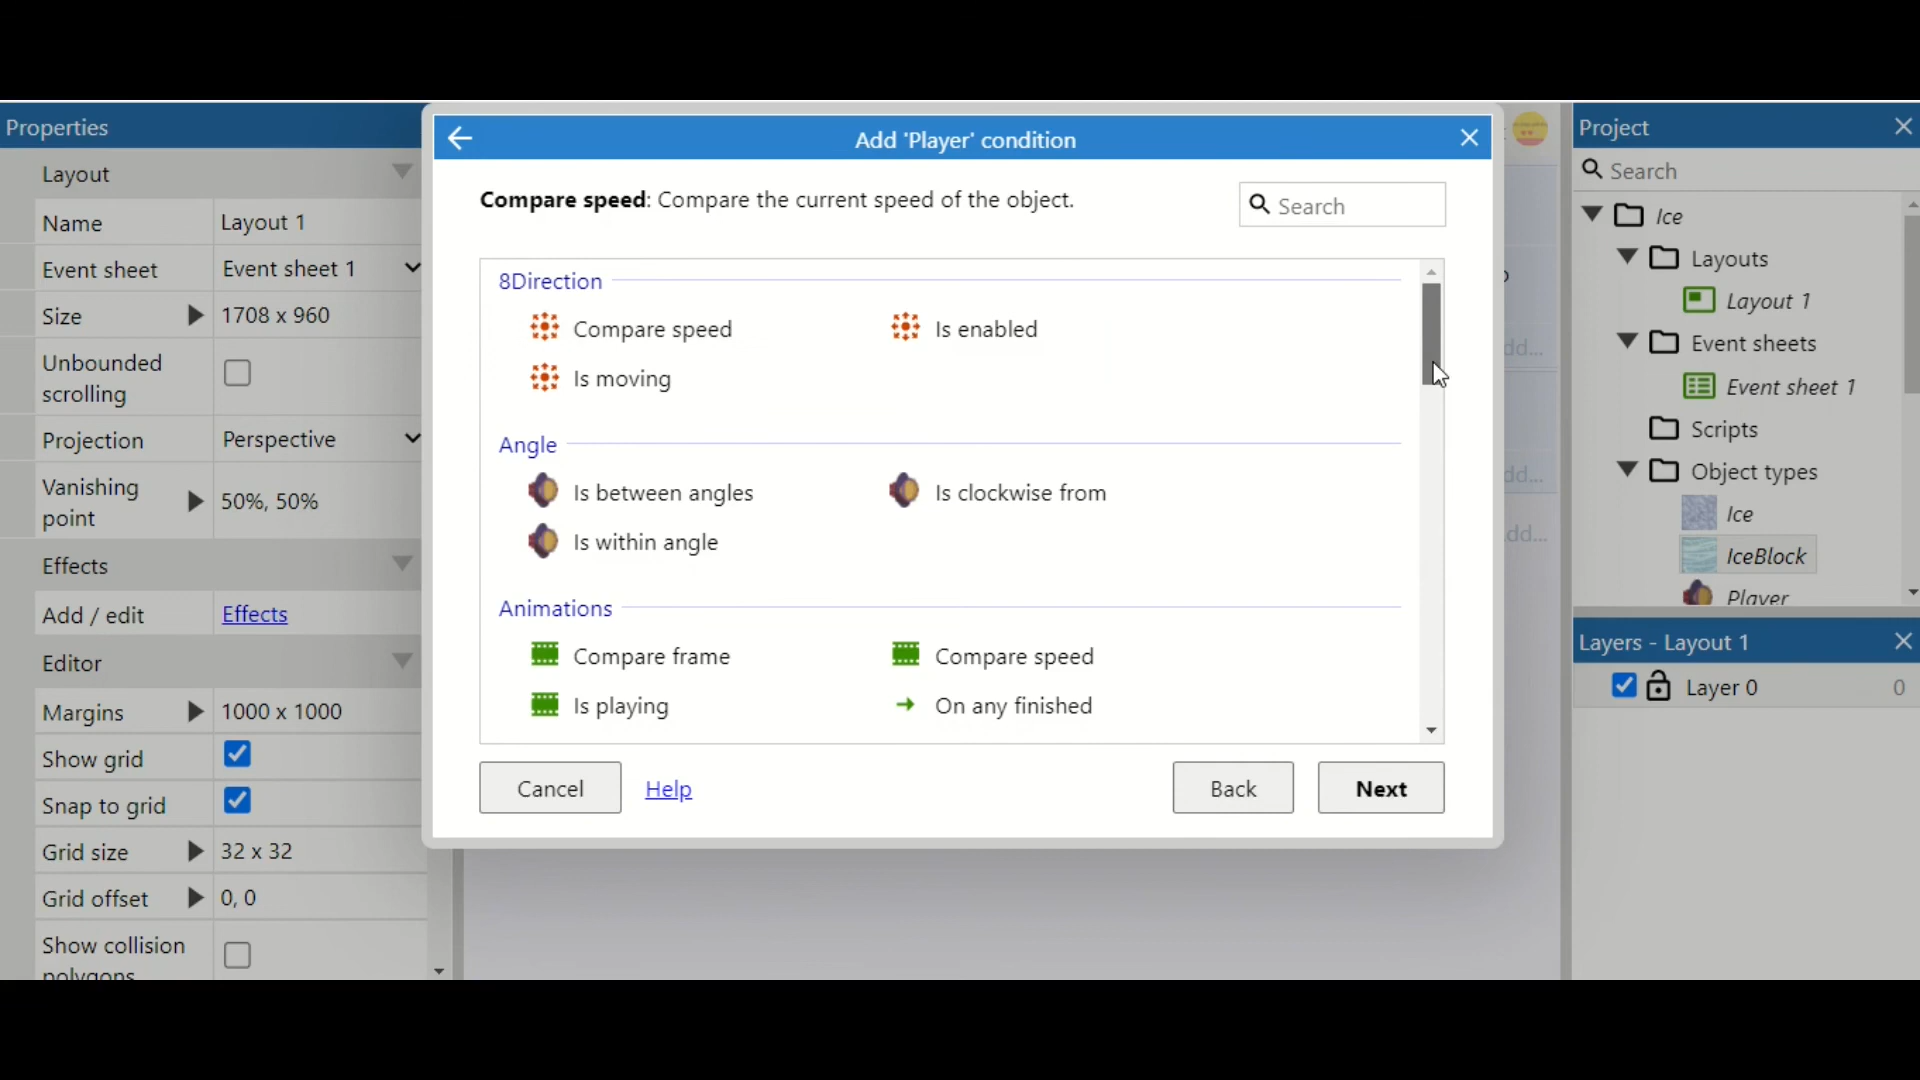 Properties
Layout
Name Layout 1
Event sheet Event sheet 1
Size 1708 x 960
Unbounded
scrolling
Projection Perspective
Vanishing
point 50%, 50%
Effects
Add / edit Effects
Editor
Margins 1000 x 1000
Show grid
Snap to grid
Grid size 32 x 32
Grid offset 0, 0
Show collision
polygons
Add 'Player' condition
Compare speed: Compare the current speed of the object.
Search
8Direction
Compare speed Is enabled
Is moving
Angle
Is between angles Is clockwise from
Is within angle
Animations
Compare frame Compare speed
Is playing On any finished
Cancel Help Back Next
Project
Search
Ice
Layouts
Layout 1
Event sheets
Event sheet 1
Scripts
Object types
Ice
IceBlock
Player
Layers - Layout 1
Layer 0 0